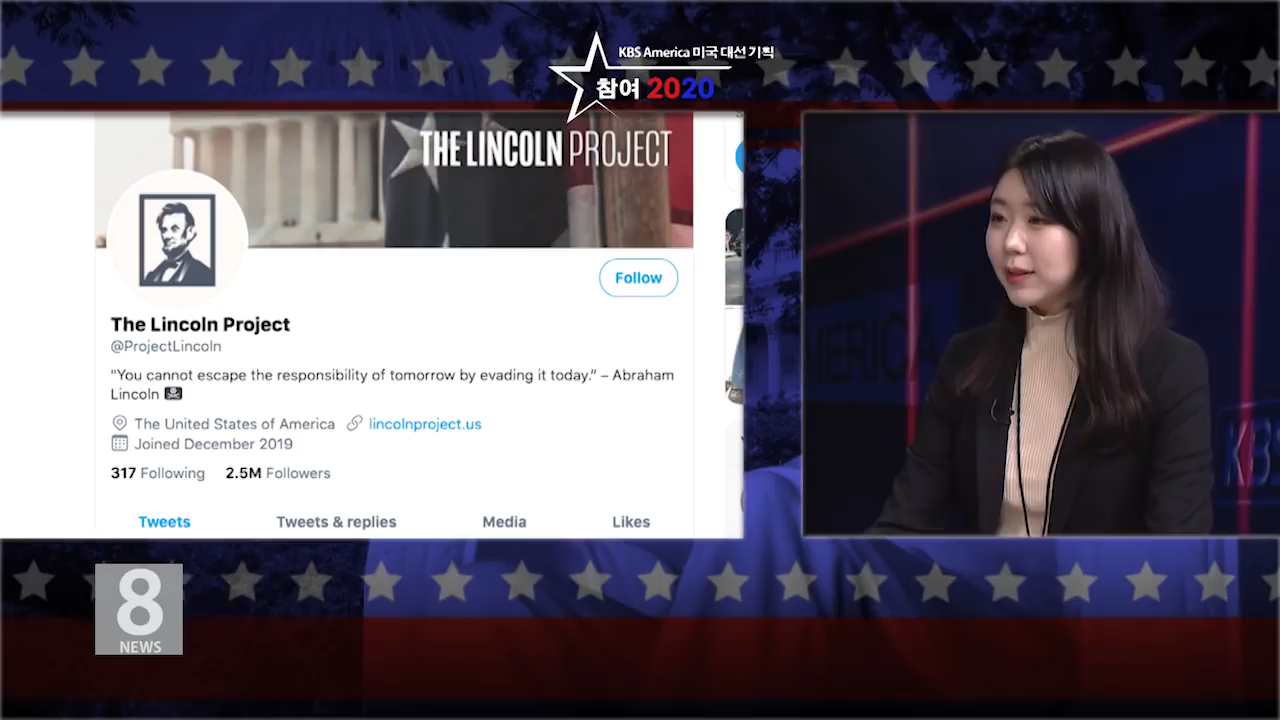 KBS America 미국 대선 기획
참여 2020
THE LINCOLN PROJECT
Follow
The Lincoln Project
@ProjectLincoln
"You cannot escape the responsibility of tomorrow by evading it today." – Abraham
Lincoln
The United States of America lincolnproject.us
Joined December 2019
317 Following 2.5M Followers
Tweets Tweets & replies Media Likes
MERICA
KBS
8
NEWS